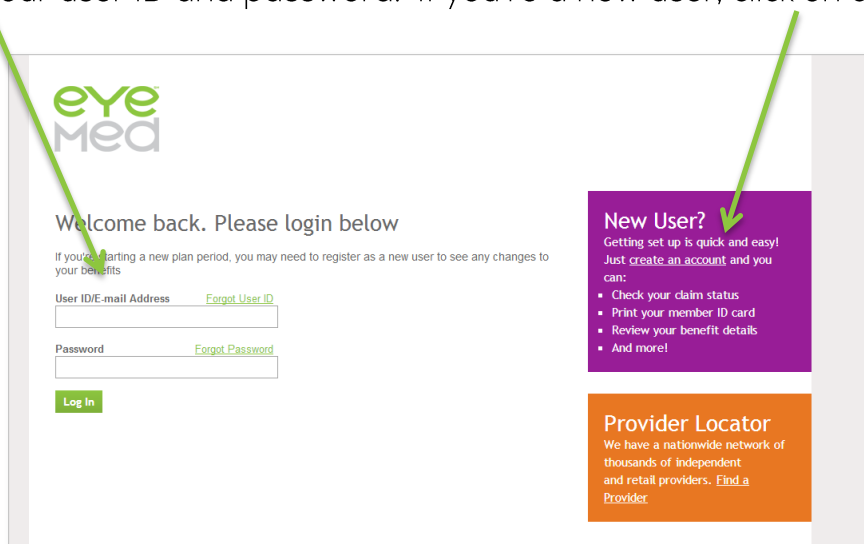 user ID and password. If you're a new user, click on
eye
Med
Welcome back. Please login below
If you're starting a new plan period, you may need to register as a new user to see any changes to
your benefits
User ID/E-mail Address Forgot User ID
Password Forgot Password
Log In
New User?
Getting set up is quick and easy!
Just create an account and you
can:
▪ Check your claim status
▪ Print your member ID card
▪ Review your benefit details
▪ And more!
Provider Locator
We have a nationwide network of
thousands of independent
and retail providers. Find a
Provider